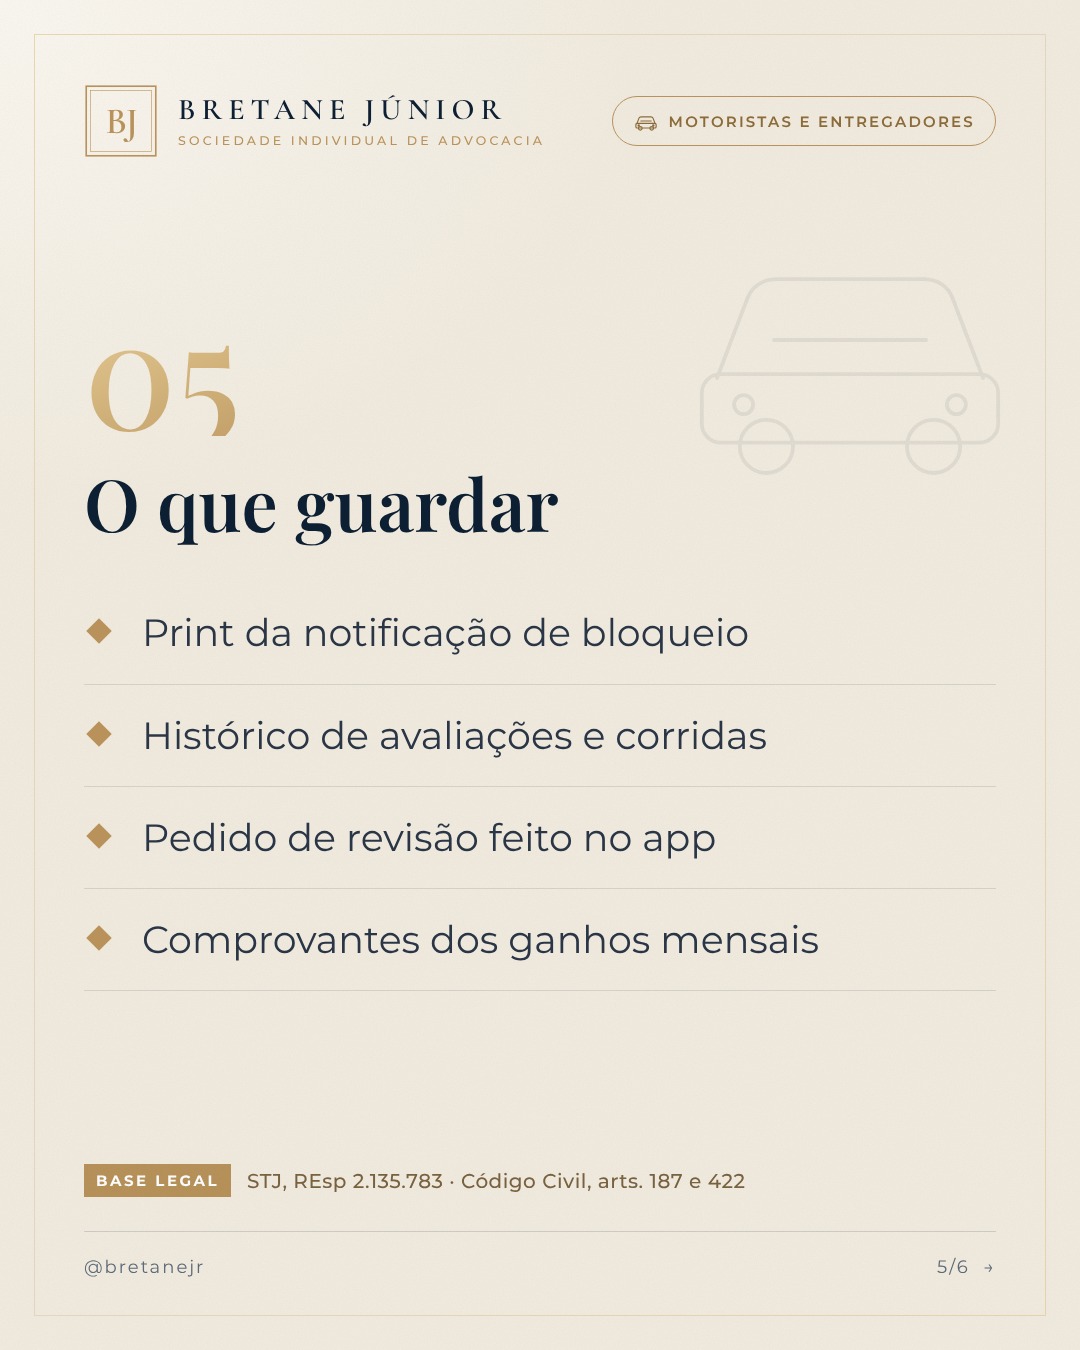 BJ
BRETANE JÚNIOR
SOCIEDADE INDIVIDUAL DE ADVOCACIA
MOTORISTAS E ENTREGADORES
05
O que guardar
Print da notificação de bloqueio
Histórico de avaliações e corridas
Pedido de revisão feito no app
Comprovantes dos ganhos mensais
BASE LEGAL STJ, REsp 2.135.783 · Código Civil, arts. 187 e 422
@bretanejr
5/6 →